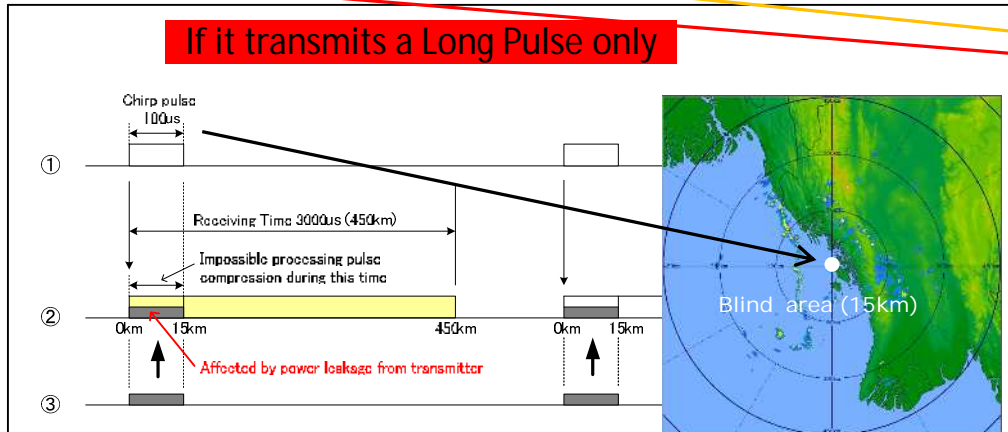 If it transmits a Long Pulse only
Chirp pulse
100us
①
Receiving Time 3000us (450km)
Impossible processing pulse
compression during this time
②
0km 15km 450km 0km 15km
Affected by power leakage from transmitter
③
Blind area (15km)